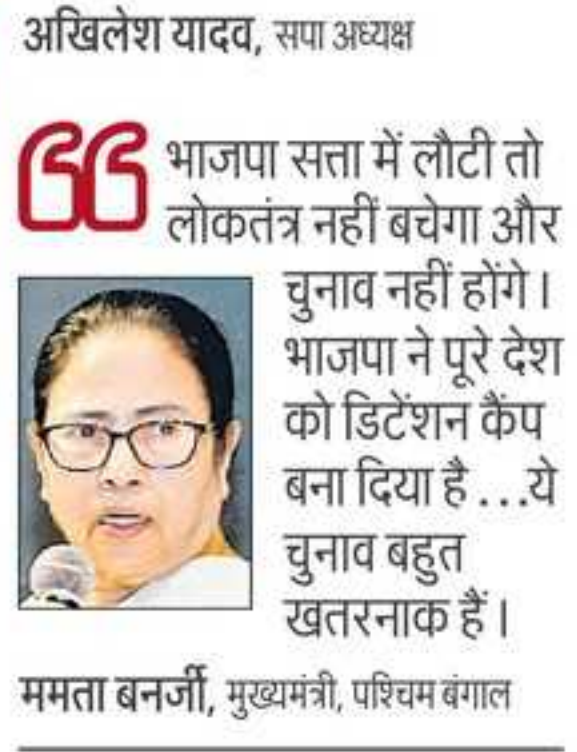 अखिलेश यादव, सपा अध्यक्ष
भाजपा सत्ता में लौटी तो
लोकतंत्र नहीं बचेगा और
चुनाव नहीं होंगे।
भाजपा ने पूरे देश
को डिटेंशन कैंप
बना दिया है ...ये
चुनाव बहुत
खतरनाक हैं।
ममता बनर्जी, मुख्यमंत्री, पश्चिम बंगाल